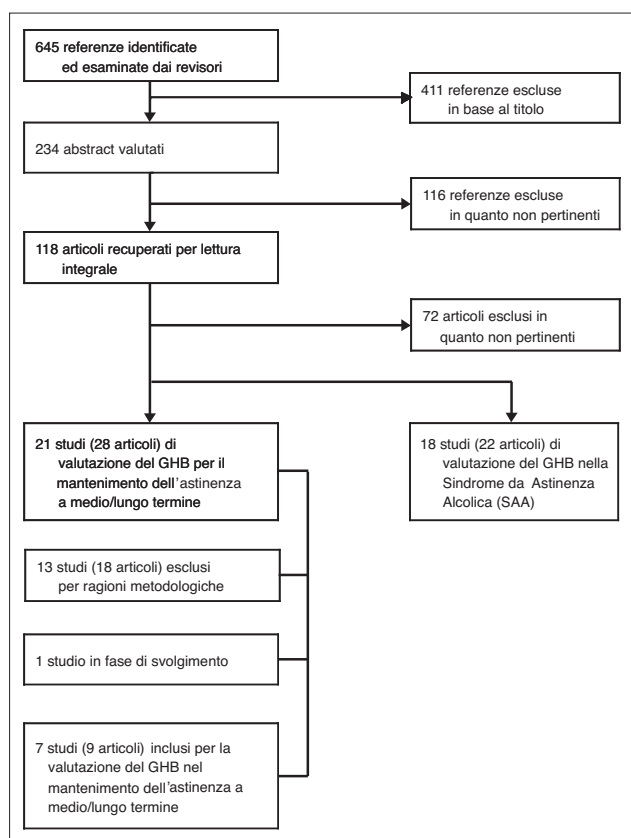 645 referenze identificate
ed esaminate dai revisori
411 referenze escluse
in base al titolo
234 abstract valutati
116 referenze escluse
in quanto non pertinenti
118 articoli recuperati per lettura
integrale
72 articoli esclusi in
quanto non pertinenti
21 studi (28 articoli) di
valutazione del GHB per il
mantenimento dell'astinenza
a medio/lungo termine
18 studi (22 articoli) di
valutazione del GHB nella
Sindrome da Astinenza
Alcolica (SAA)
13 studi (18 articoli) esclusi
per ragioni metodologiche
1 studio in fase di svolgimento
7 studi (9 articoli) inclusi per la
valutazione del GHB nel
mantenimento dell'astinenza a
medio/lungo termine